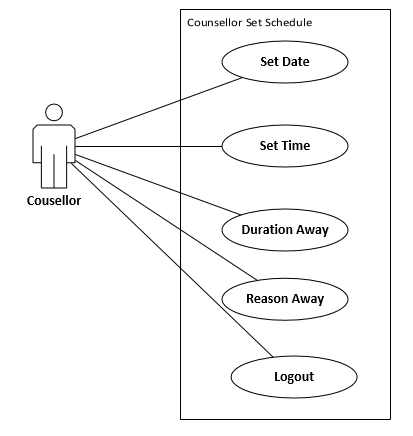 Counsellor Set Schedule
Set Date
Set Time
Cousellor
Duration Away
Reason Away
Logout